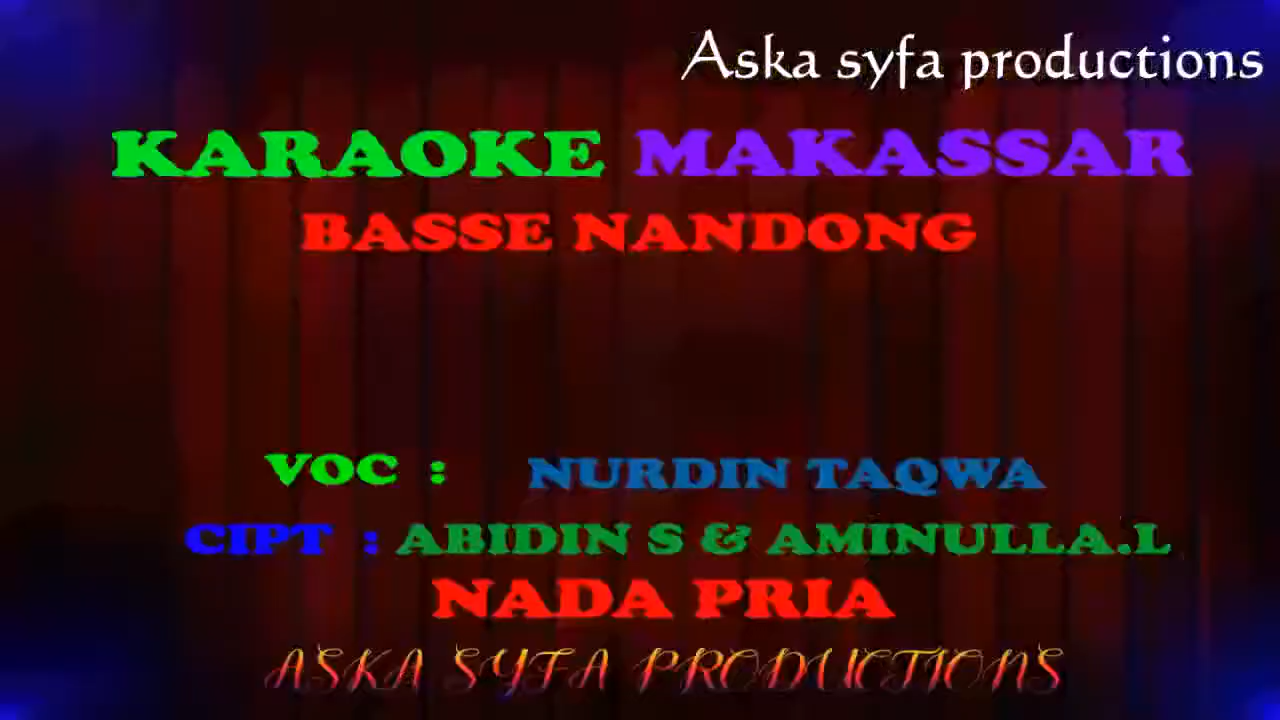 Aska syfa productions
KARAOKE MAKASSAR
BASSE NANDONG
VOC : NURDIN TAQWA
CIPT : ABIDIN S & AMINULLA.L
NADA PRIA
ASKA SYFA PRODUCTIONS